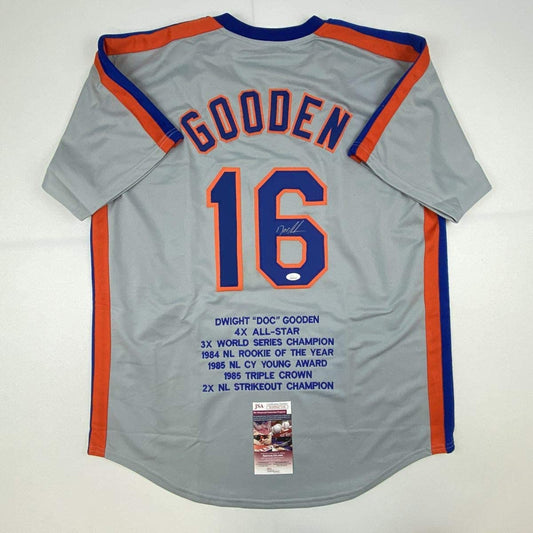 GOODEN
16
DWIGHT "DOC" GOODEN
4X ALL-STAR
3X WORLD SERIES CHAMPION
1984 NL ROOKIE OF THE YEAR
1985 NL CY YOUNG AWARD
1985 TRIPLE CROWN
2X NL STRIKEOUT CHAMPION
JSA